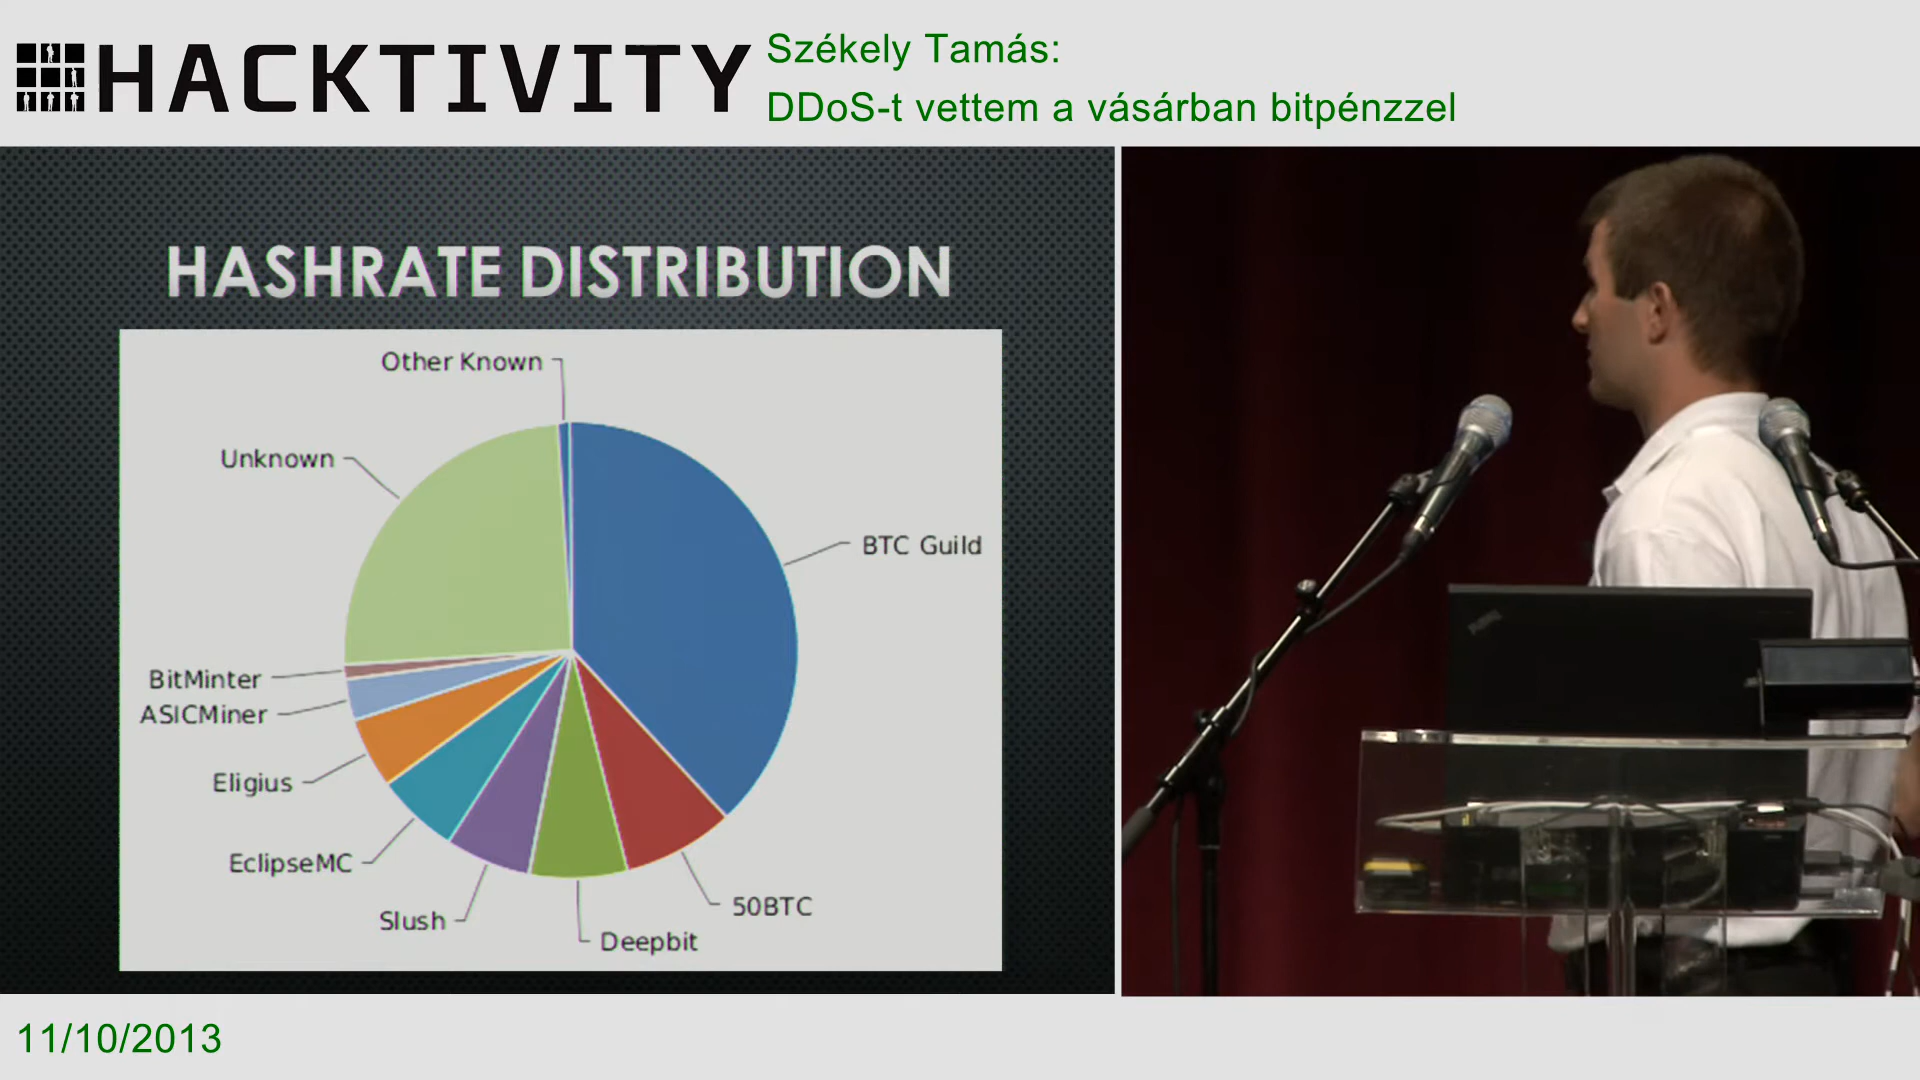 HACKTIVITY
Székely Tamás:
DDoS-t vettem a vásárban bitpénzzel
HASHRATE DISTRIBUTION
Other Known
Unknown
BTC Guild
BitMinter
ASICMiner
Eligius
EclipseMC
Slush
Deepbit
50BTC
11/10/2013